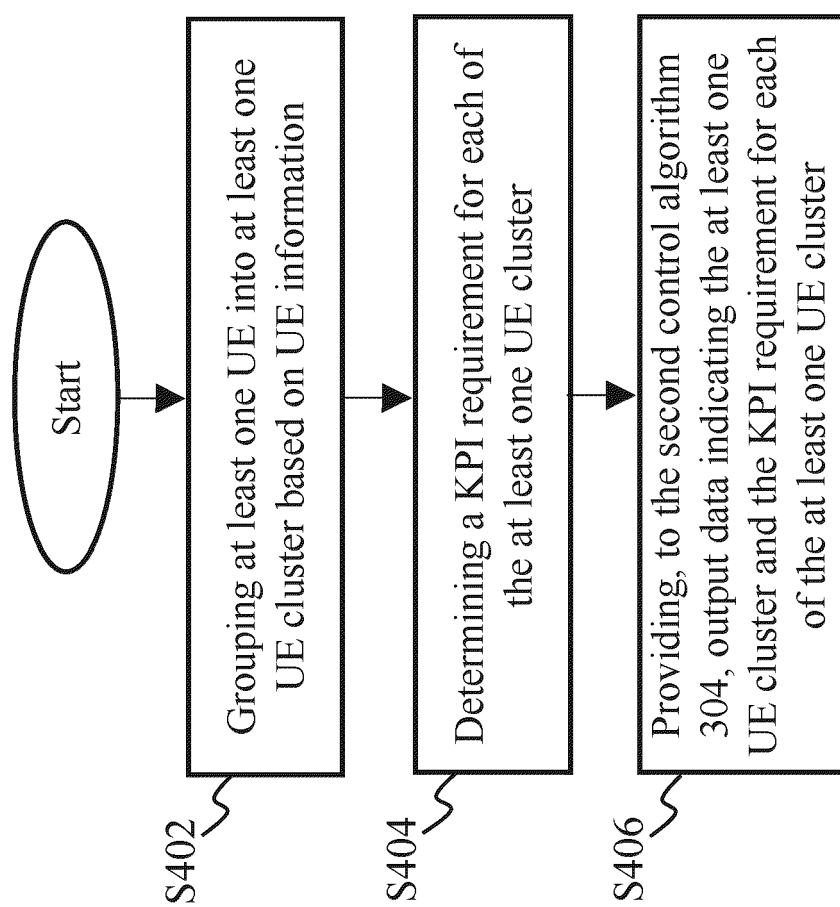 Start
S402
Grouping at least one UE into at least one
UE cluster based on UE information
S404
Determining a KPI requirement for each of
the at least one UE cluster
S406
Providing, to the second control algorithm
304, output data indicating the at least one
UE cluster and the KPI requirement for each
of the at least one UE cluster